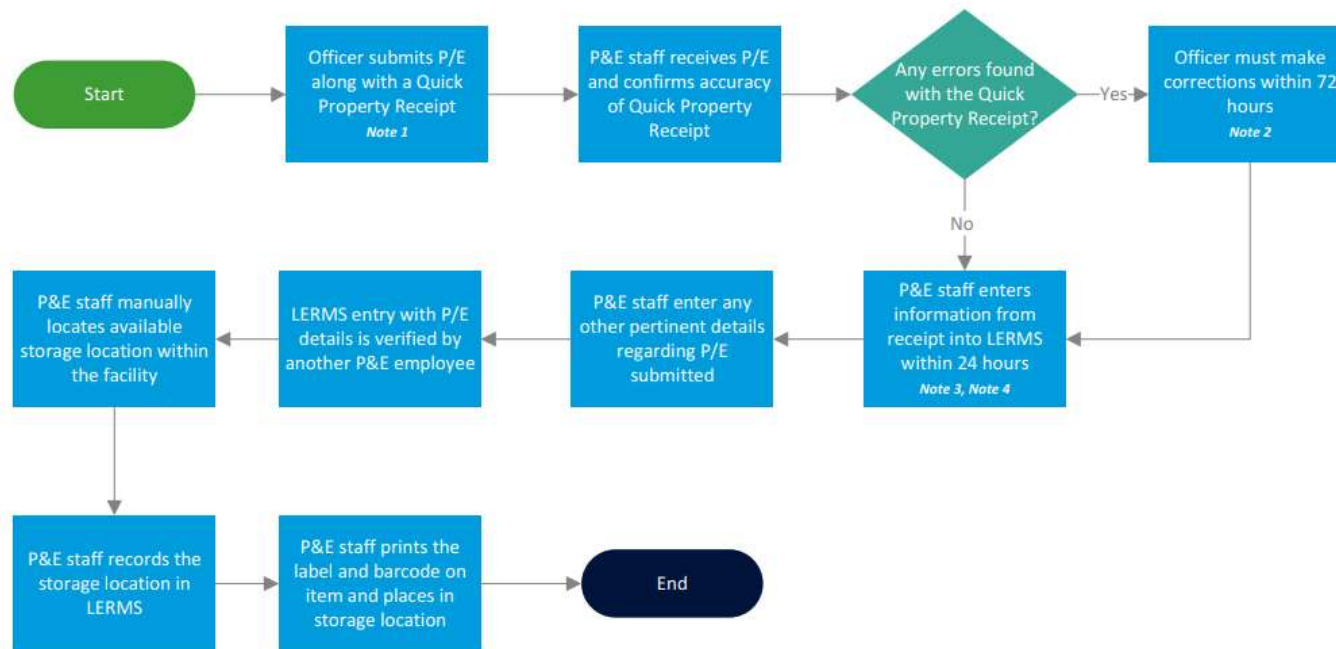 Start
Officer submits P/E
along with a Quick
Property Receipt
Note 1
P&E staff receives P/E
and confirms accuracy
of Quick Property
Receipt
Any errors found
with the Quick
Property Receipt?
Yes
Officer must make
corrections within 72
hours
Note 2
No
P&E staff enters
information from
receipt into LERMS
within 24 hours
Note 3, Note 4
P&E staff enter any
other pertinent details
regarding P/E
submitted
LERMS entry with P/E
details is verified by
another P&E employee
P&E staff manually
locates available
storage location within
the facility
P&E staff records the
storage location in
LERMS
P&E staff prints the
label and barcode on
item and places in
storage location
End